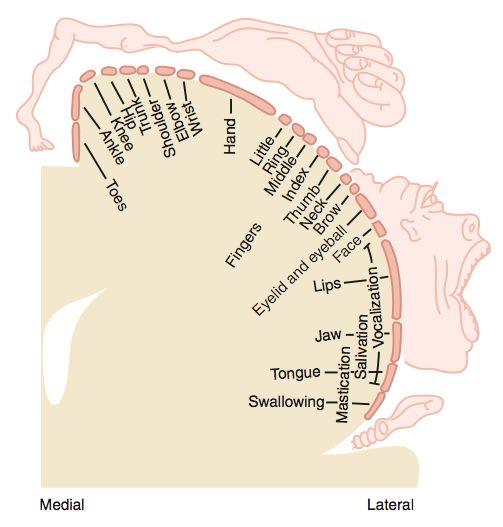 Toes
Ankle
Knee
Hip
Trunk
Shoulder
Elbow
Wrist
Hand
Little
Ring
Middle
Index
Thumb
Fingers
Neck
Brow
Eyelid and eyeball
Face
Lips
Jaw
Tongue
Swallowing
Mastication
Salivation
Vocalization
Medial
Lateral